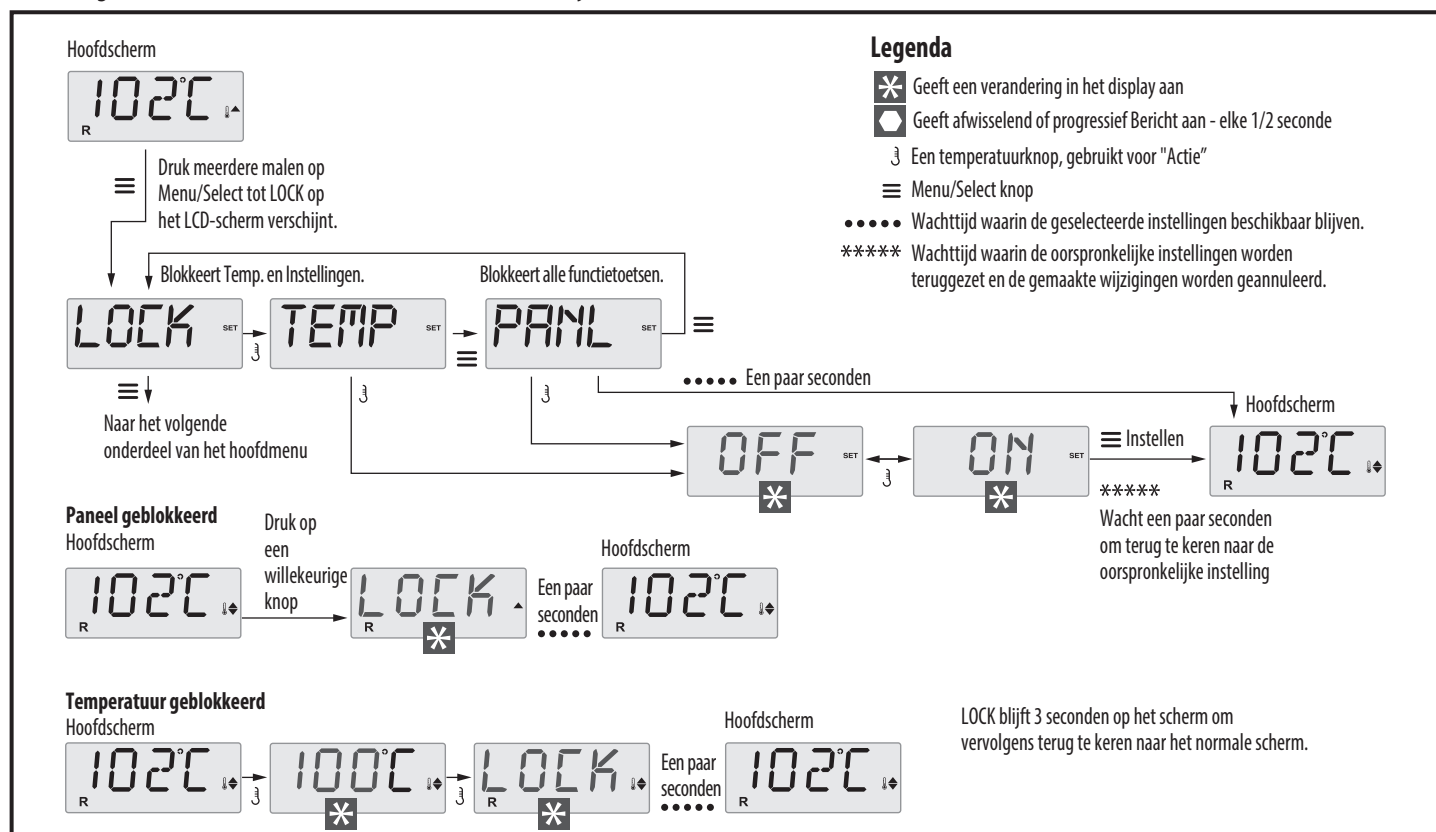 Hoofdscherm
102°C
R
Druk meerdere malen op
Menu/Select tot LOCK op
het LCD-scherm verschijnt.
Legenda
Geeft een verandering in het display aan
Geeft afwisselend of progressief Bericht aan - elke 1/2 seconde
Een temperatuurknop, gebruikt voor "Actie”
Menu/Select knop
Wachttijd waarin de geselecteerde instellingen beschikbaar blijven.
***** Wachttijd waarin de oorspronkelijke instellingen worden
teruggezet en de gemaakte wijzigingen worden geannuleerd.
Blokkeert Temp. en Instellingen.
Blokkeert alle functietoetsen.
LOCK SET
TEMP SET
PANL SET
Naar het volgende
onderdeel van het hoofdmenu
Een paar seconden
OFF SET
ON SET
Instellen
*****
Wacht een paar seconden
om terug te keren naar de
oorspronkelijke instelling
Hoofdscherm
102°C
R
Paneel geblokkeerd
Hoofdscherm
102°C
R
Druk op
een
willekeurige
knop
LOCK
R
Een paar
seconden
Hoofdscherm
102°C
R
Temperatuur geblokkeerd
Hoofdscherm
102°C
R
100°C
LOCK
R
Een paar
seconden
Hoofdscherm
102°C
R
LOCK blijft 3 seconden op het scherm om
vervolgens terug te keren naar het normale scherm.